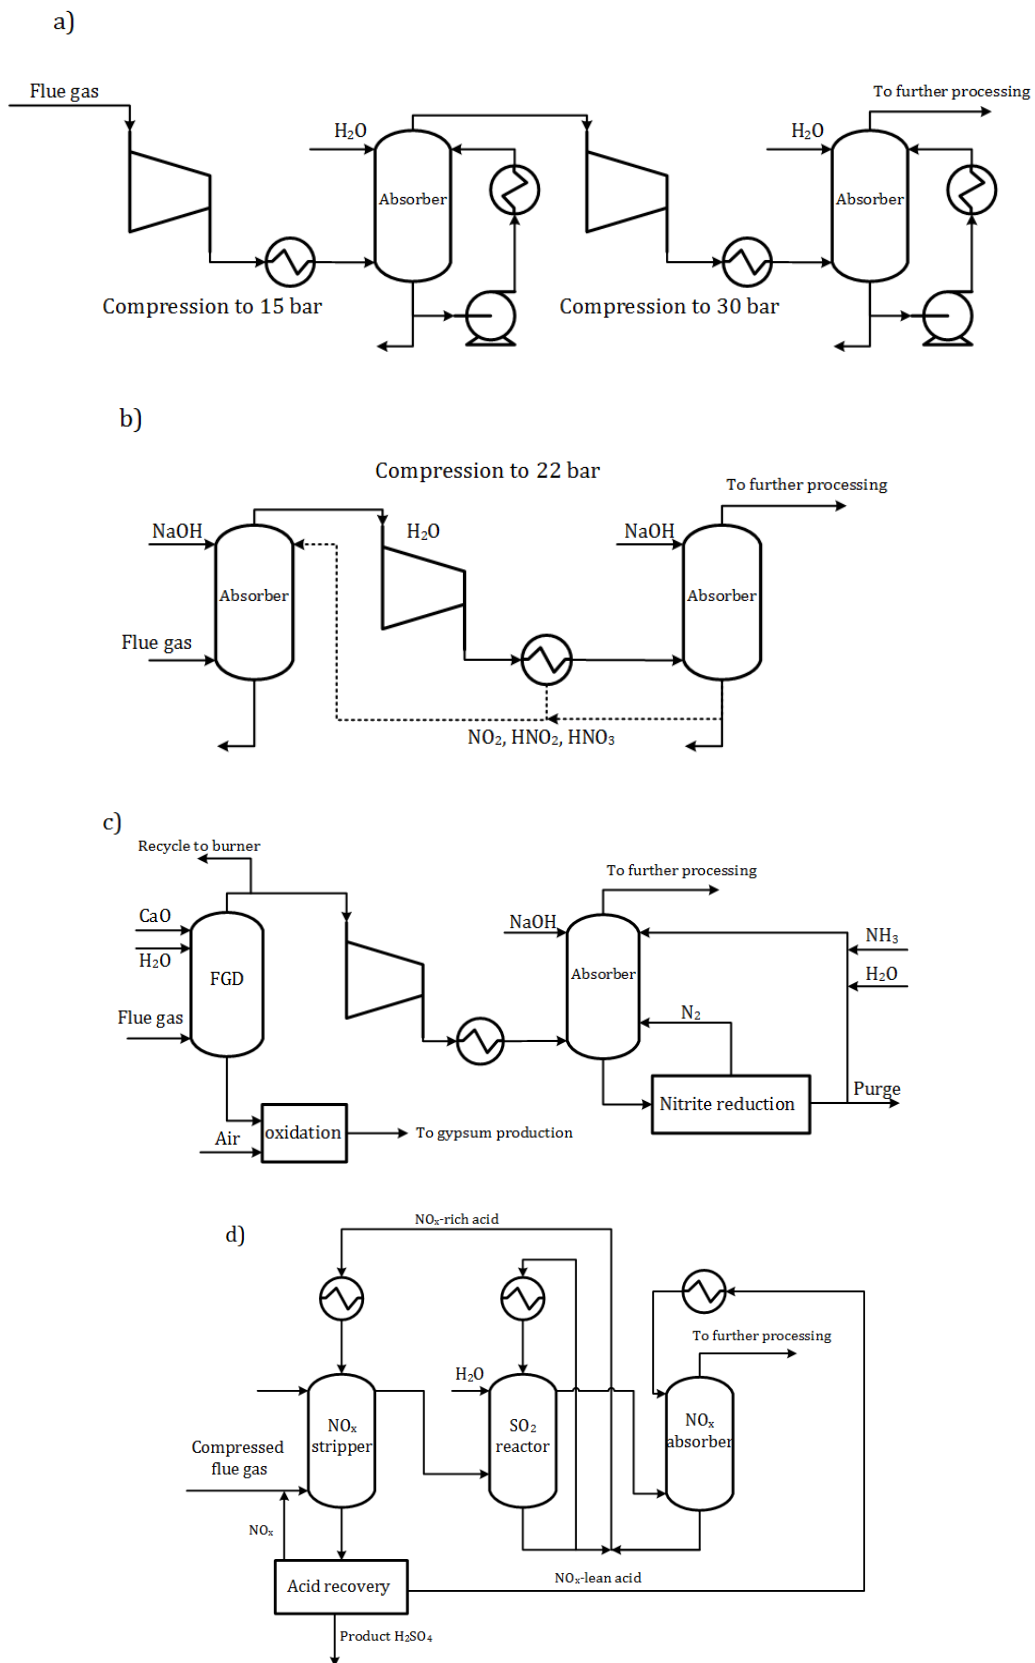 a)
Flue gas
To further processing
H₂O
H₂O
Absorber
Absorber
Compression to 15 bar
Compression to 30 bar
b)
Compression to 22 bar
To further processing
NaOH
H₂O
NaOH
Absorber
Absorber
Flue gas
NO₂, HNO₂, HNO₃
c)
Recycle to burner
To further processing
CaO
H₂O
NaOH
NH₃
FGD
Absorber
H₂O
Flue gas
N₂
Nitrite reduction
Purge
oxidation
Air
To gypsum production
d)
NOₓ-rich acid
To further processing
H₂O
NOₓ
stripper
SO₂
reactor
NOₓ
absorber
Compressed
flue gas
NOₓ
Acid recovery
NOₓ-lean acid
Product H₂SO₄